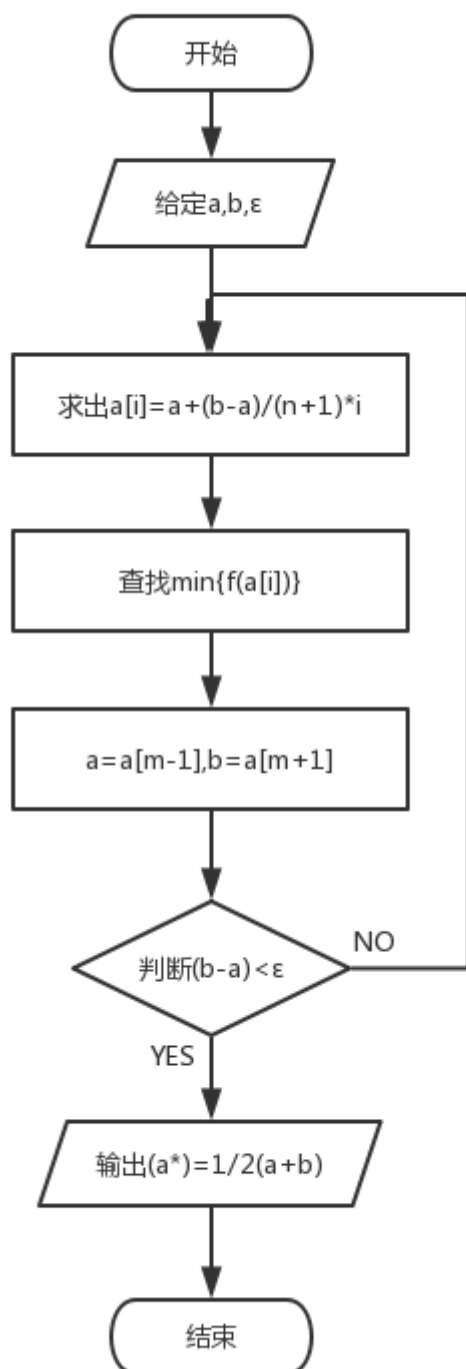 开始
给定a,b,ε
求出a[i]=a+(b-a)/(n+1)*i
查找min{f(a[i])}
a=a[m-1],b=a[m+1]
判断(b-a)<ε
NO
YES
输出(a*)=1/2(a+b)
结束